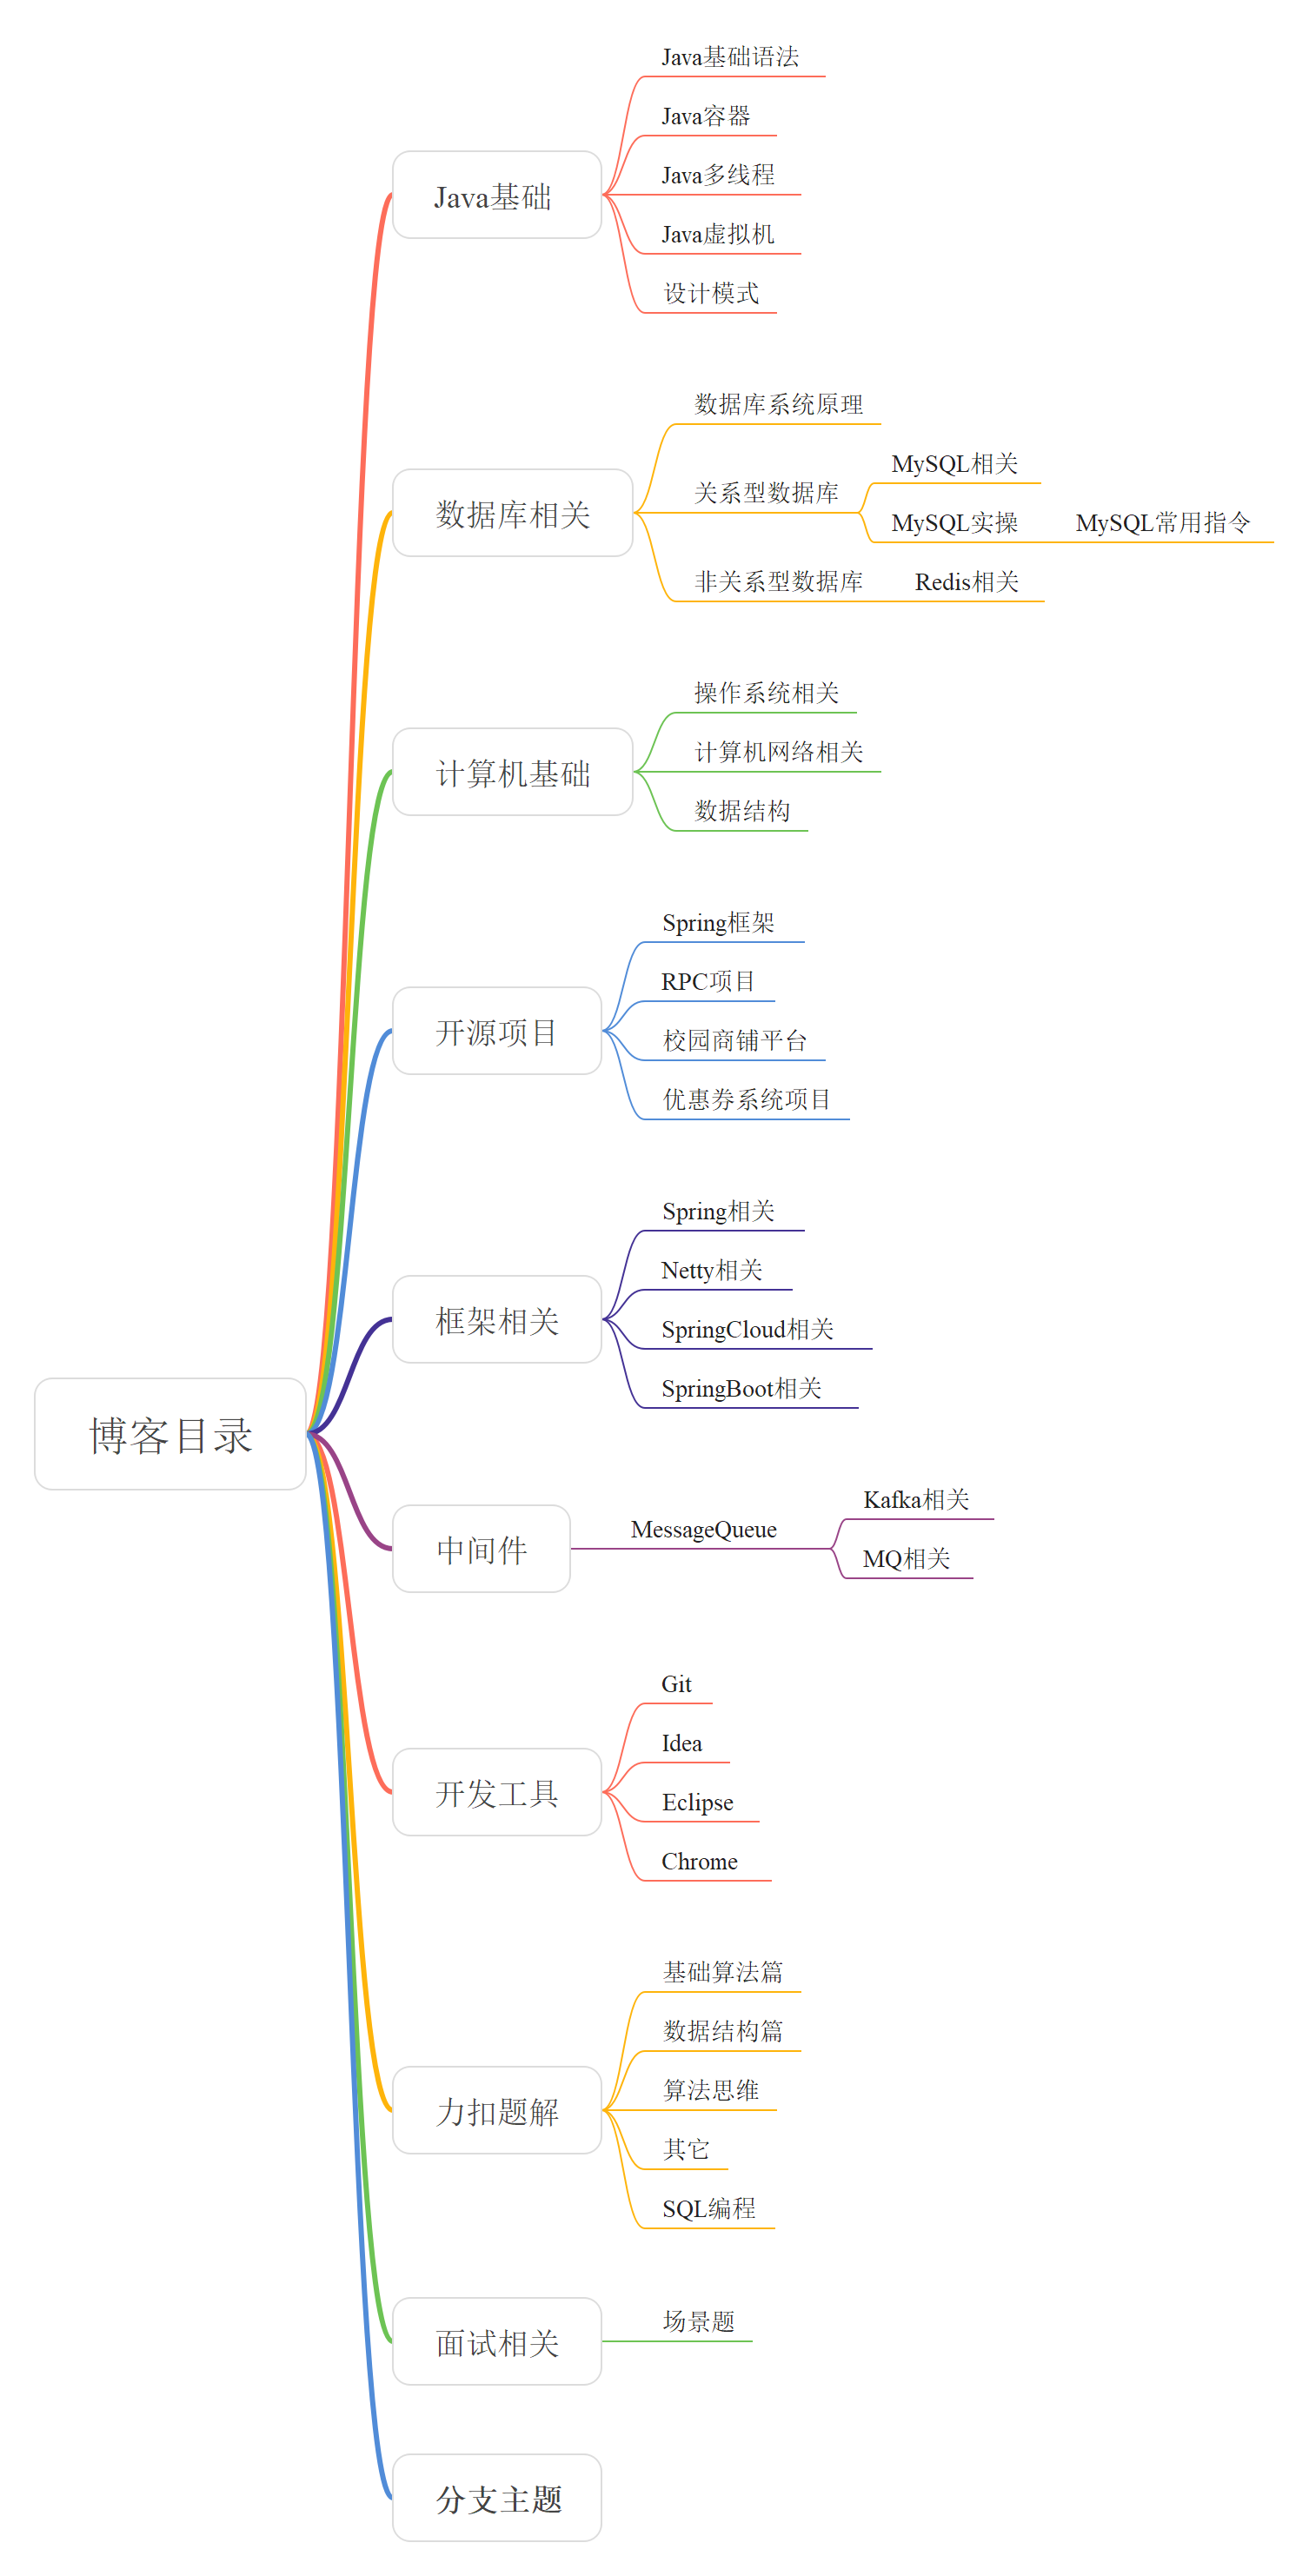 博客目录
Java基础
Java基础语法
Java容器
Java多线程
Java虚拟机
设计模式
数据库相关
数据库系统原理
关系型数据库
MySQL相关
MySQL实操
MySQL常用指令
非关系型数据库
Redis相关
计算机基础
操作系统相关
计算机网络相关
数据结构
开源项目
Spring框架
RPC项目
校园商铺平台
优惠券系统项目
框架相关
Spring相关
Netty相关
SpringCloud相关
SpringBoot相关
中间件
MessageQueue
Kafka相关
MQ相关
开发工具
Git
Idea
Eclipse
Chrome
力扣题解
基础算法篇
数据结构篇
算法思维
其它
SQL编程
面试相关
场景题
分支主题